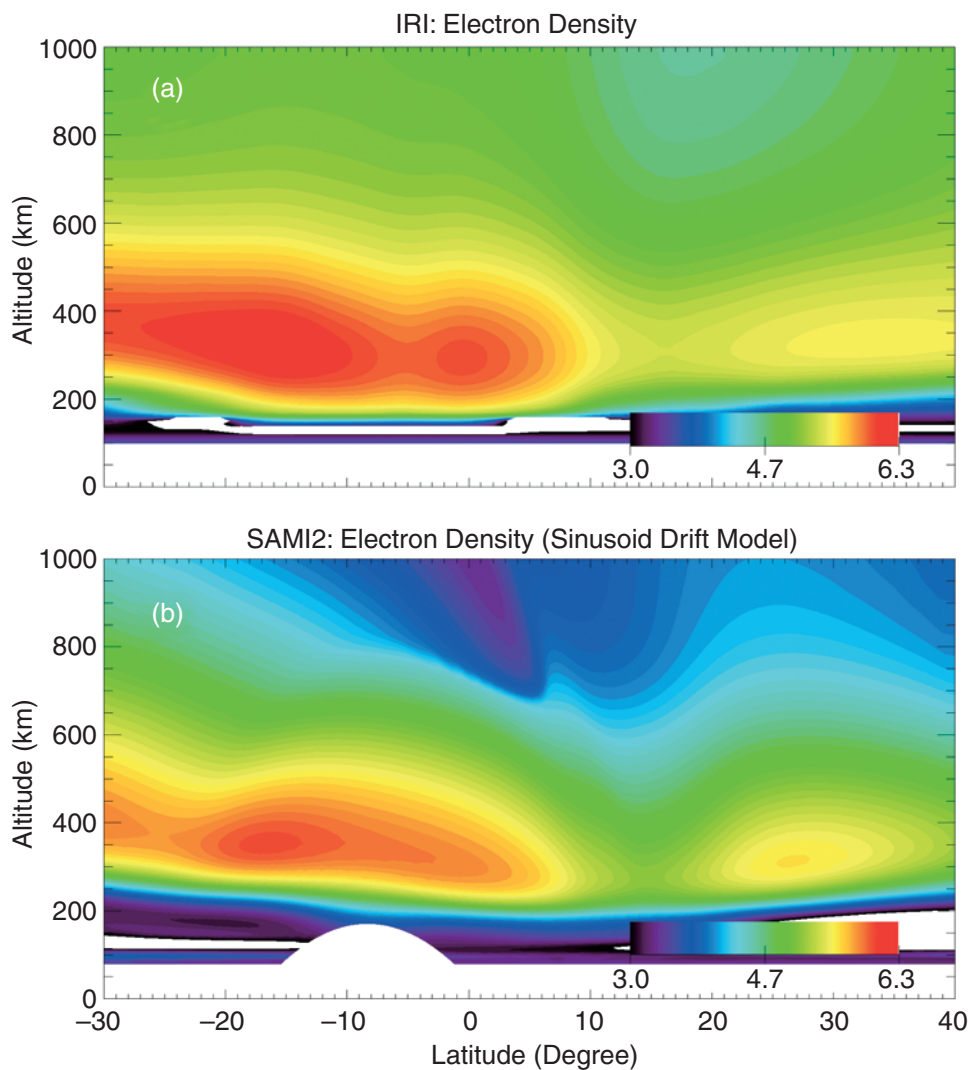 IRI: Electron Density
1000
(a)
800
600
Altitude (km)
400
200
3.0 4.7 6.3
0
SAMI2: Electron Density (Sinusoid Drift Model)
1000
(b)
800
600
Altitude (km)
400
200
3.0 4.7 6.3
0
−30 −20 −10 0 10 20 30 40
Latitude (Degree)